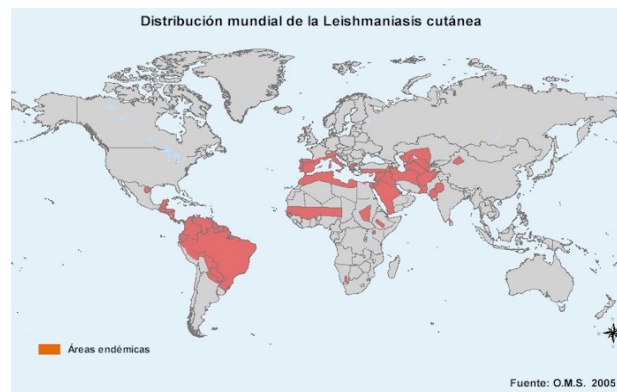 Distribución mundial de la Leishmaniasis cutánea
Áreas endémicas
Fuente: O.M.S. 2005